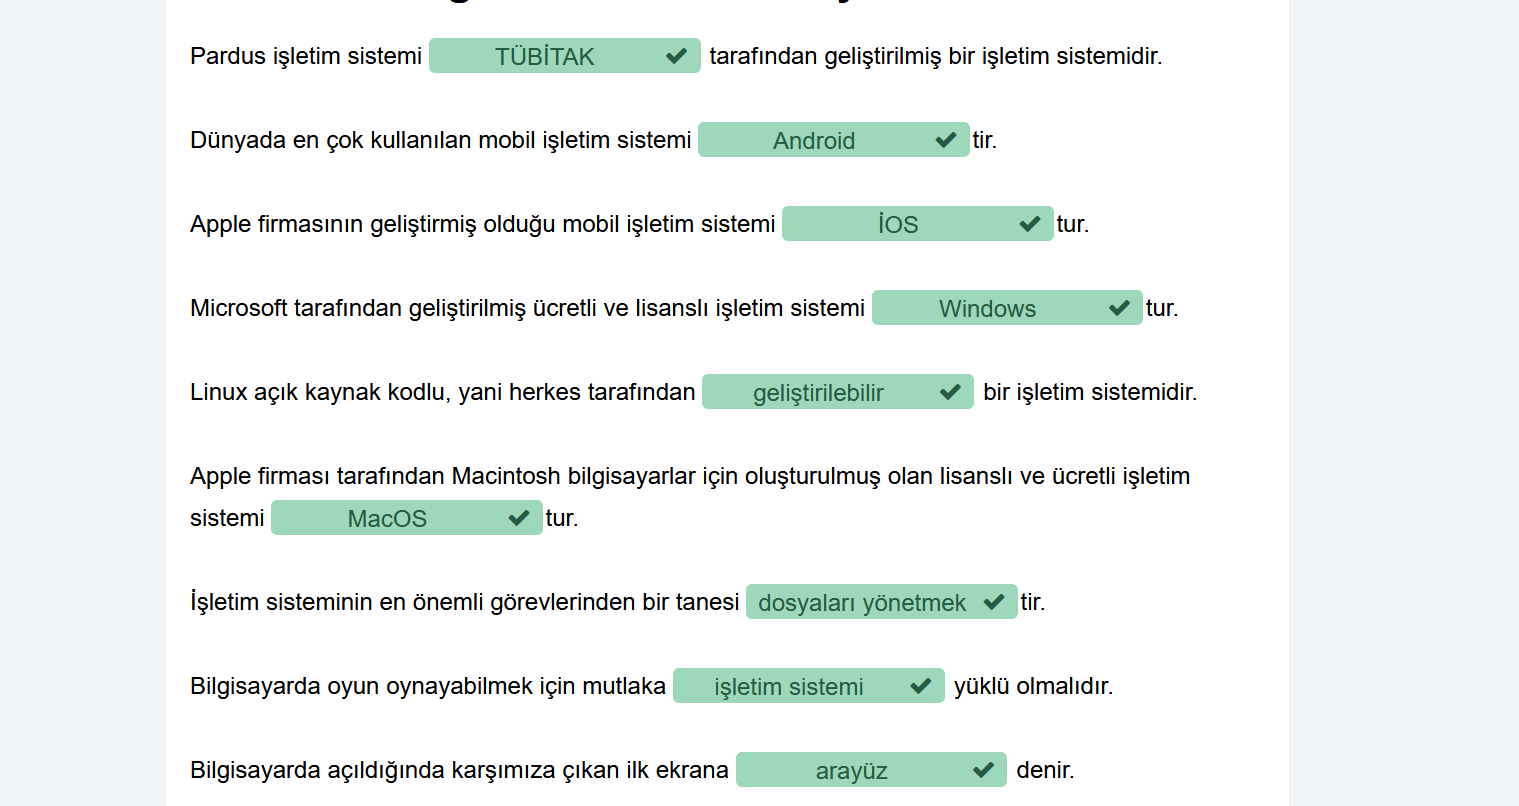 Pardus işletim sistemi TÜBİTAK tarafından geliştirilmiş bir işletim sistemidir.
Dünyada en çok kullanılan mobil işletim sistemi Android tir.
Apple firmasının geliştirmiş olduğu mobil işletim sistemi İOS tur.
Microsoft tarafından geliştirilmiş ücretli ve lisanslı işletim sistemi Windows tur.
Linux açık kaynak kodlu, yani herkes tarafından geliştirilebilir bir işletim sistemidir.
Apple firması tarafından Macintosh bilgisayarlar için oluşturulmuş olan lisanslı ve ücretli işletim
sistemi MacOS tur.
İşletim sisteminin en önemli görevlerinden bir tanesi dosyaları yönetmek tir.
Bilgisayarda oyun oynayabilmek için mutlaka işletim sistemi yüklü olmalıdır.
Bilgisayarda açıldığında karşımıza çıkan ilk ekrana arayüz denir.